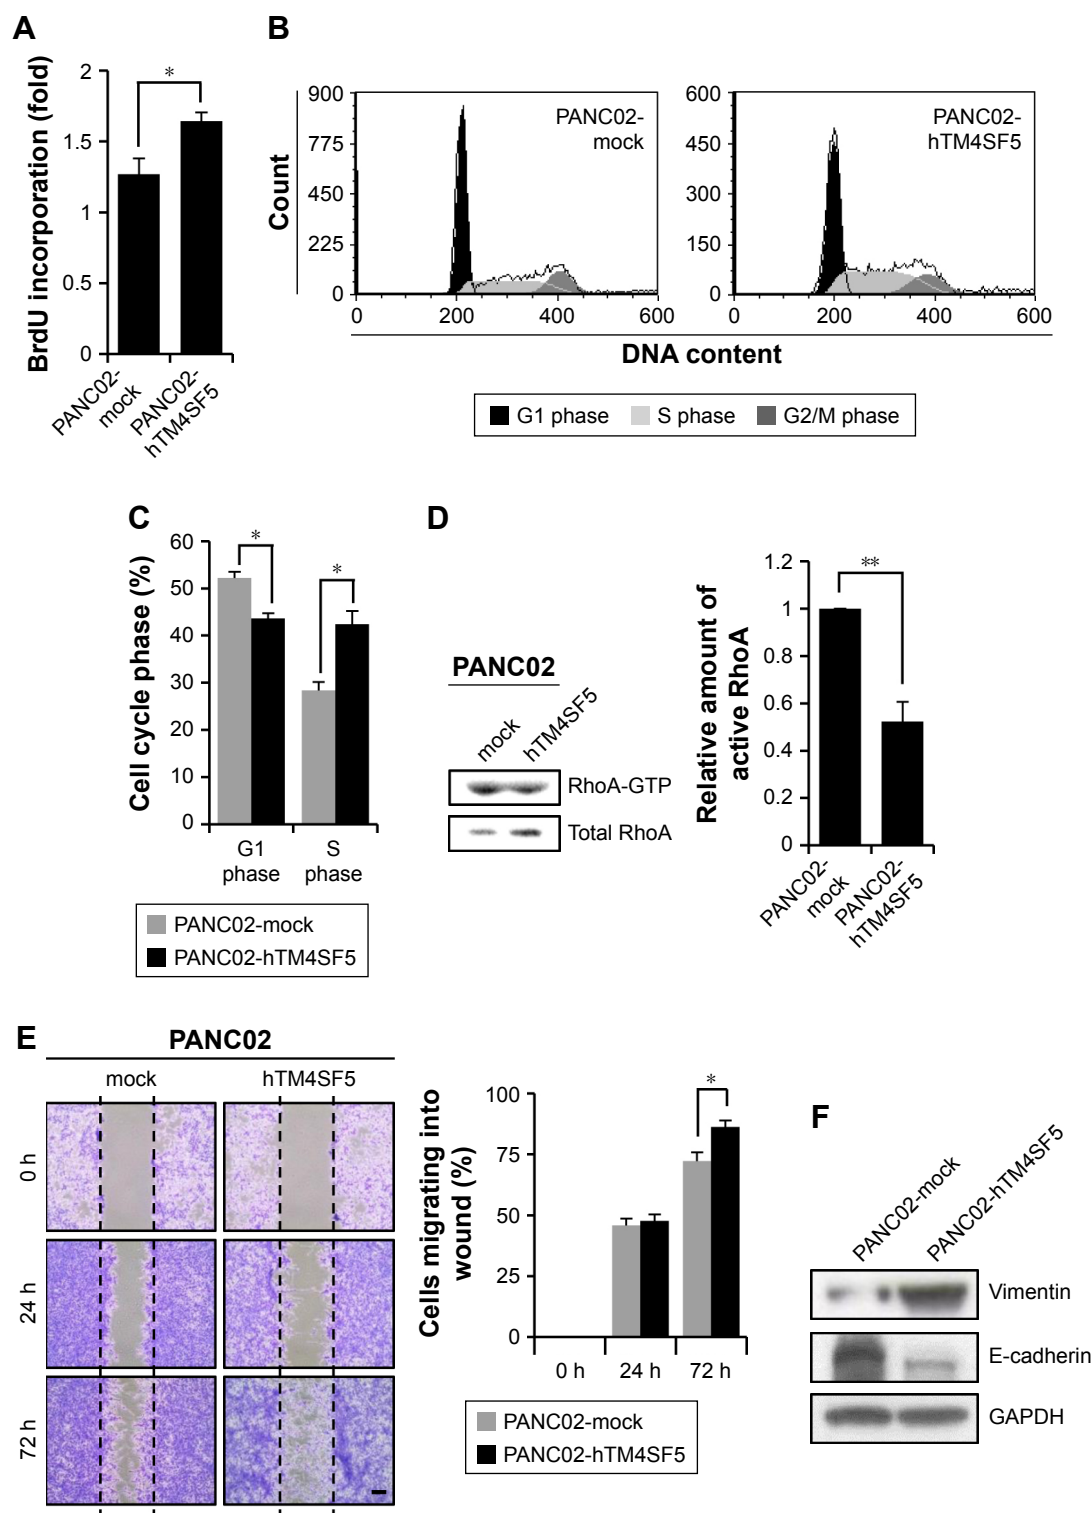 A
BrdU incorporation (fold)
2
1.5
1
0.5
0
*
PANC02-
mock
PANC02-
hTM4SF5
B
Count
900
775
450
225
0
PANC02-
mock
0 200 400 600
600
450
300
150
0
PANC02-
hTM4SF5
0 200 400 600
DNA content
G1 phase S phase G2/M phase
C
Cell cycle phase (%)
60
50
40
30
20
10
0
* *
G1
phase
S
phase
PANC02-mock
PANC02-hTM4SF5
D
PANC02
mock hTM4SF5
RhoA-GTP
Total RhoA
Relative amount of
active RhoA
1.2
1
0.8
0.6
0.4
0.2
0
**
PANC02-
mock
PANC02-
hTM4SF5
E
PANC02
mock hTM4SF5
0 h
24 h
72 h
Cells migrating into
wound (%)
100
75
50
25
0
*
0 h 24 h 72 h
PANC02-mock
PANC02-hTM4SF5
F
PANC02-mock
PANC02-hTM4SF5
Vimentin
E-cadherin
GAPDH